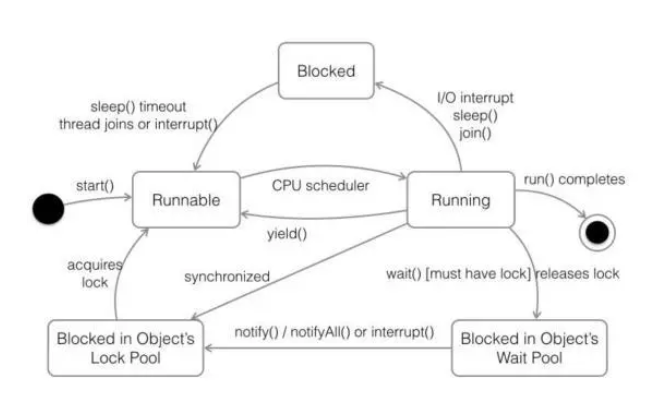 Blocked
I/O interrupt
sleep()
join()
sleep() timeout
thread joins or interrupt()
start()
Runnable
CPU scheduler
Running
run() completes
yield()
acquires
lock
synchronized
wait() [must have lock] releases lock
Blocked in Object's
Lock Pool
notify() / notifyAll() or interrupt()
Blocked in Object's
Wait Pool